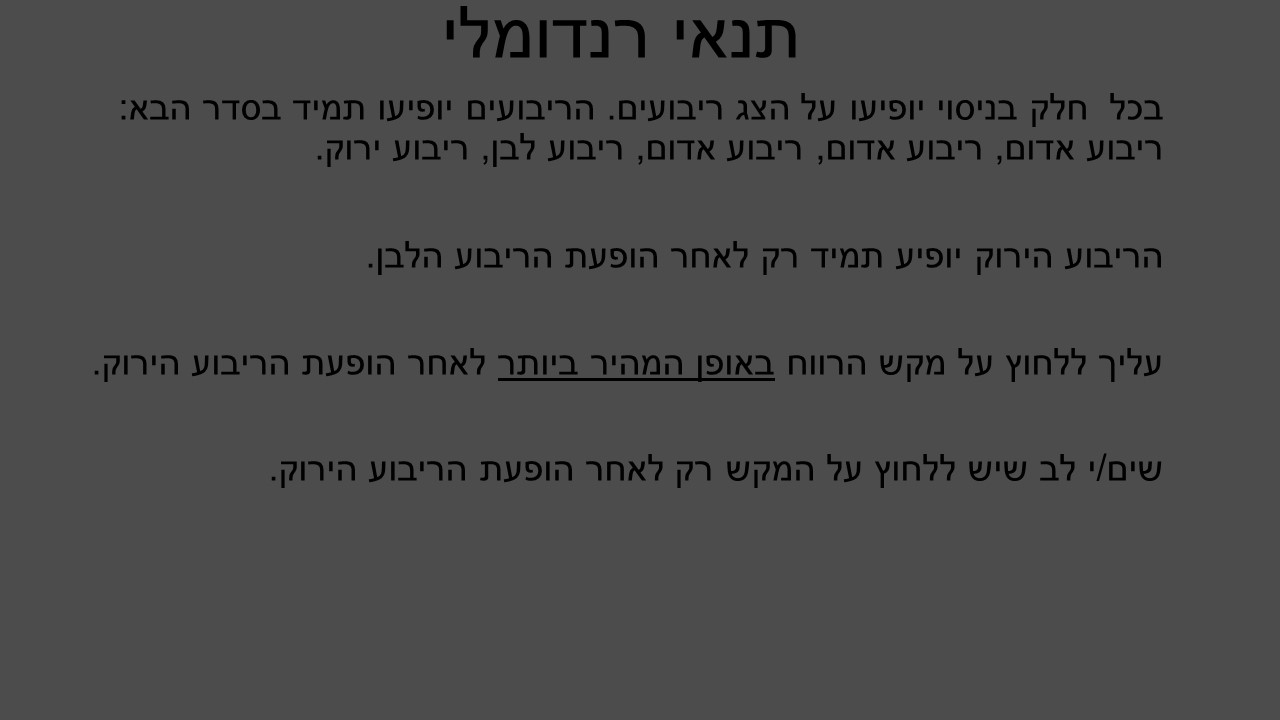 תנאי רנדומלי
בכל  חלק בניסוי יופיעו על הצג ריבועים. הריבועים יופיעו תמיד בסדר הבא:
ריבוע אדום, ריבוע אדום, ריבוע אדום, ריבוע לבן, ריבוע ירוק.
הריבוע הירוק יופיע תמיד רק לאחר הופעת הריבוע הלבן.
עליך ללחוץ על מקש הרווח באופן המהיר ביותר לאחר הופעת הריבוע הירוק.
שים/י לב שיש ללחוץ על המקש רק לאחר הופעת הריבוע הירוק.